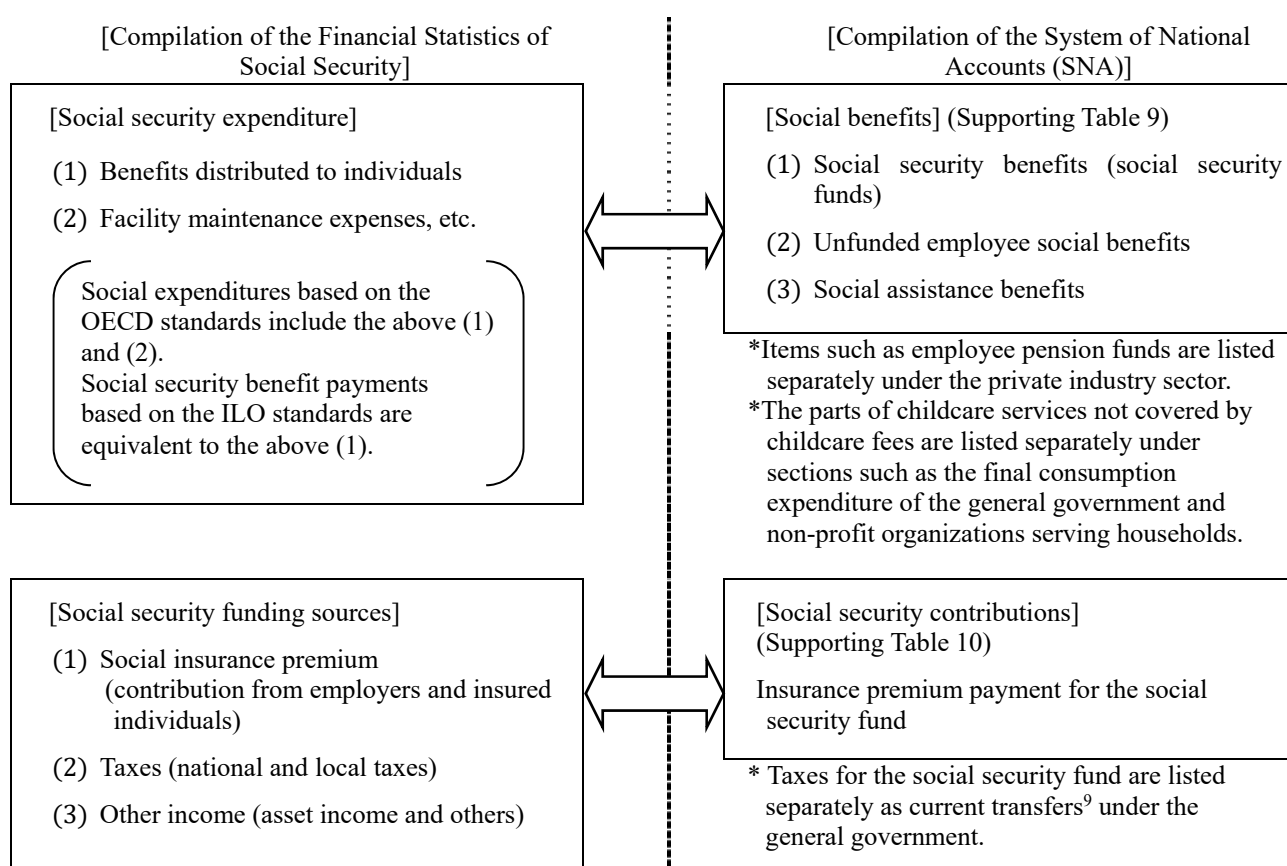 [Compilation of the Financial Statistics of
Social Security]
[Social security expenditure]
(1) Benefits distributed to individuals
(2) Facility maintenance expenses, etc.
Social expenditures based on the
OECD standards include the above (1)
and (2).
Social security benefit payments
based on the ILO standards are
equivalent to the above (1).
[Social security funding sources]
(1) Social insurance premium
(contribution from employers and insured
individuals)
(2) Taxes (national and local taxes)
(3) Other income (asset income and others)
[Compilation of the System of National
Accounts (SNA)]
[Social benefits] (Supporting Table 9)
(1) Social security benefits (social security
funds)
(2) Unfunded employee social benefits
(3) Social assistance benefits
*Items such as employee pension funds are listed
separately under the private industry sector.
*The parts of childcare services not covered by
childcare fees are listed separately under
sections such as the final consumption
expenditure of the general government and
non-profit organizations serving households.
[Social security contributions]
(Supporting Table 10)
Insurance premium payment for the social
security fund
* Taxes for the social security fund are listed
separately as current transfers⁹ under the
general government.